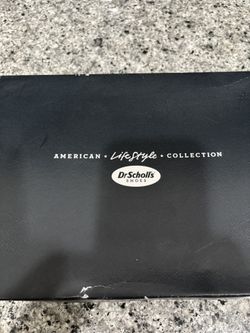 AMERICAN • LifeStyle • COLLECTION
Dr Scholl's
SHOES